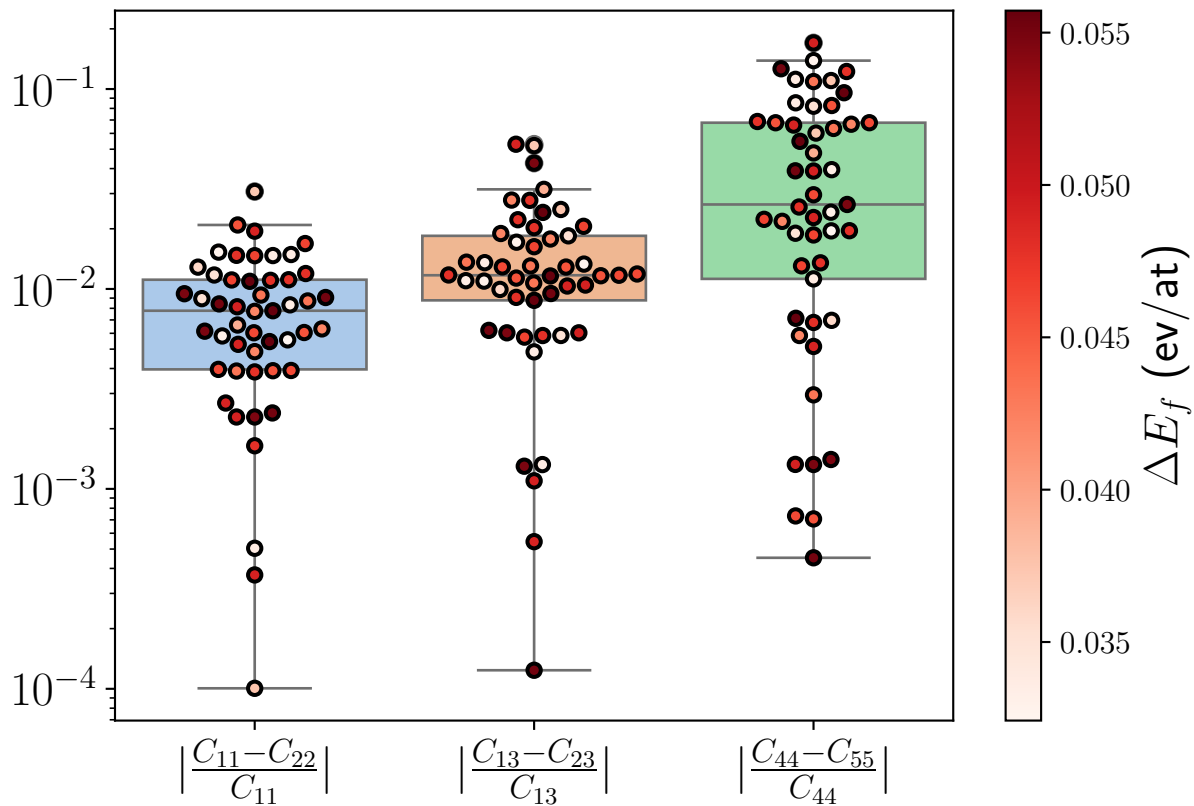 10⁻¹
10⁻²
10⁻³
10⁻⁴
|C₁₁−C₂₂/C₁₁|
|C₁₃−C₂₃/C₁₃|
|C₄₄−C₅₅/C₄₄|
0.055
0.050
0.045
0.040
0.035
ΔE_f (ev/at)